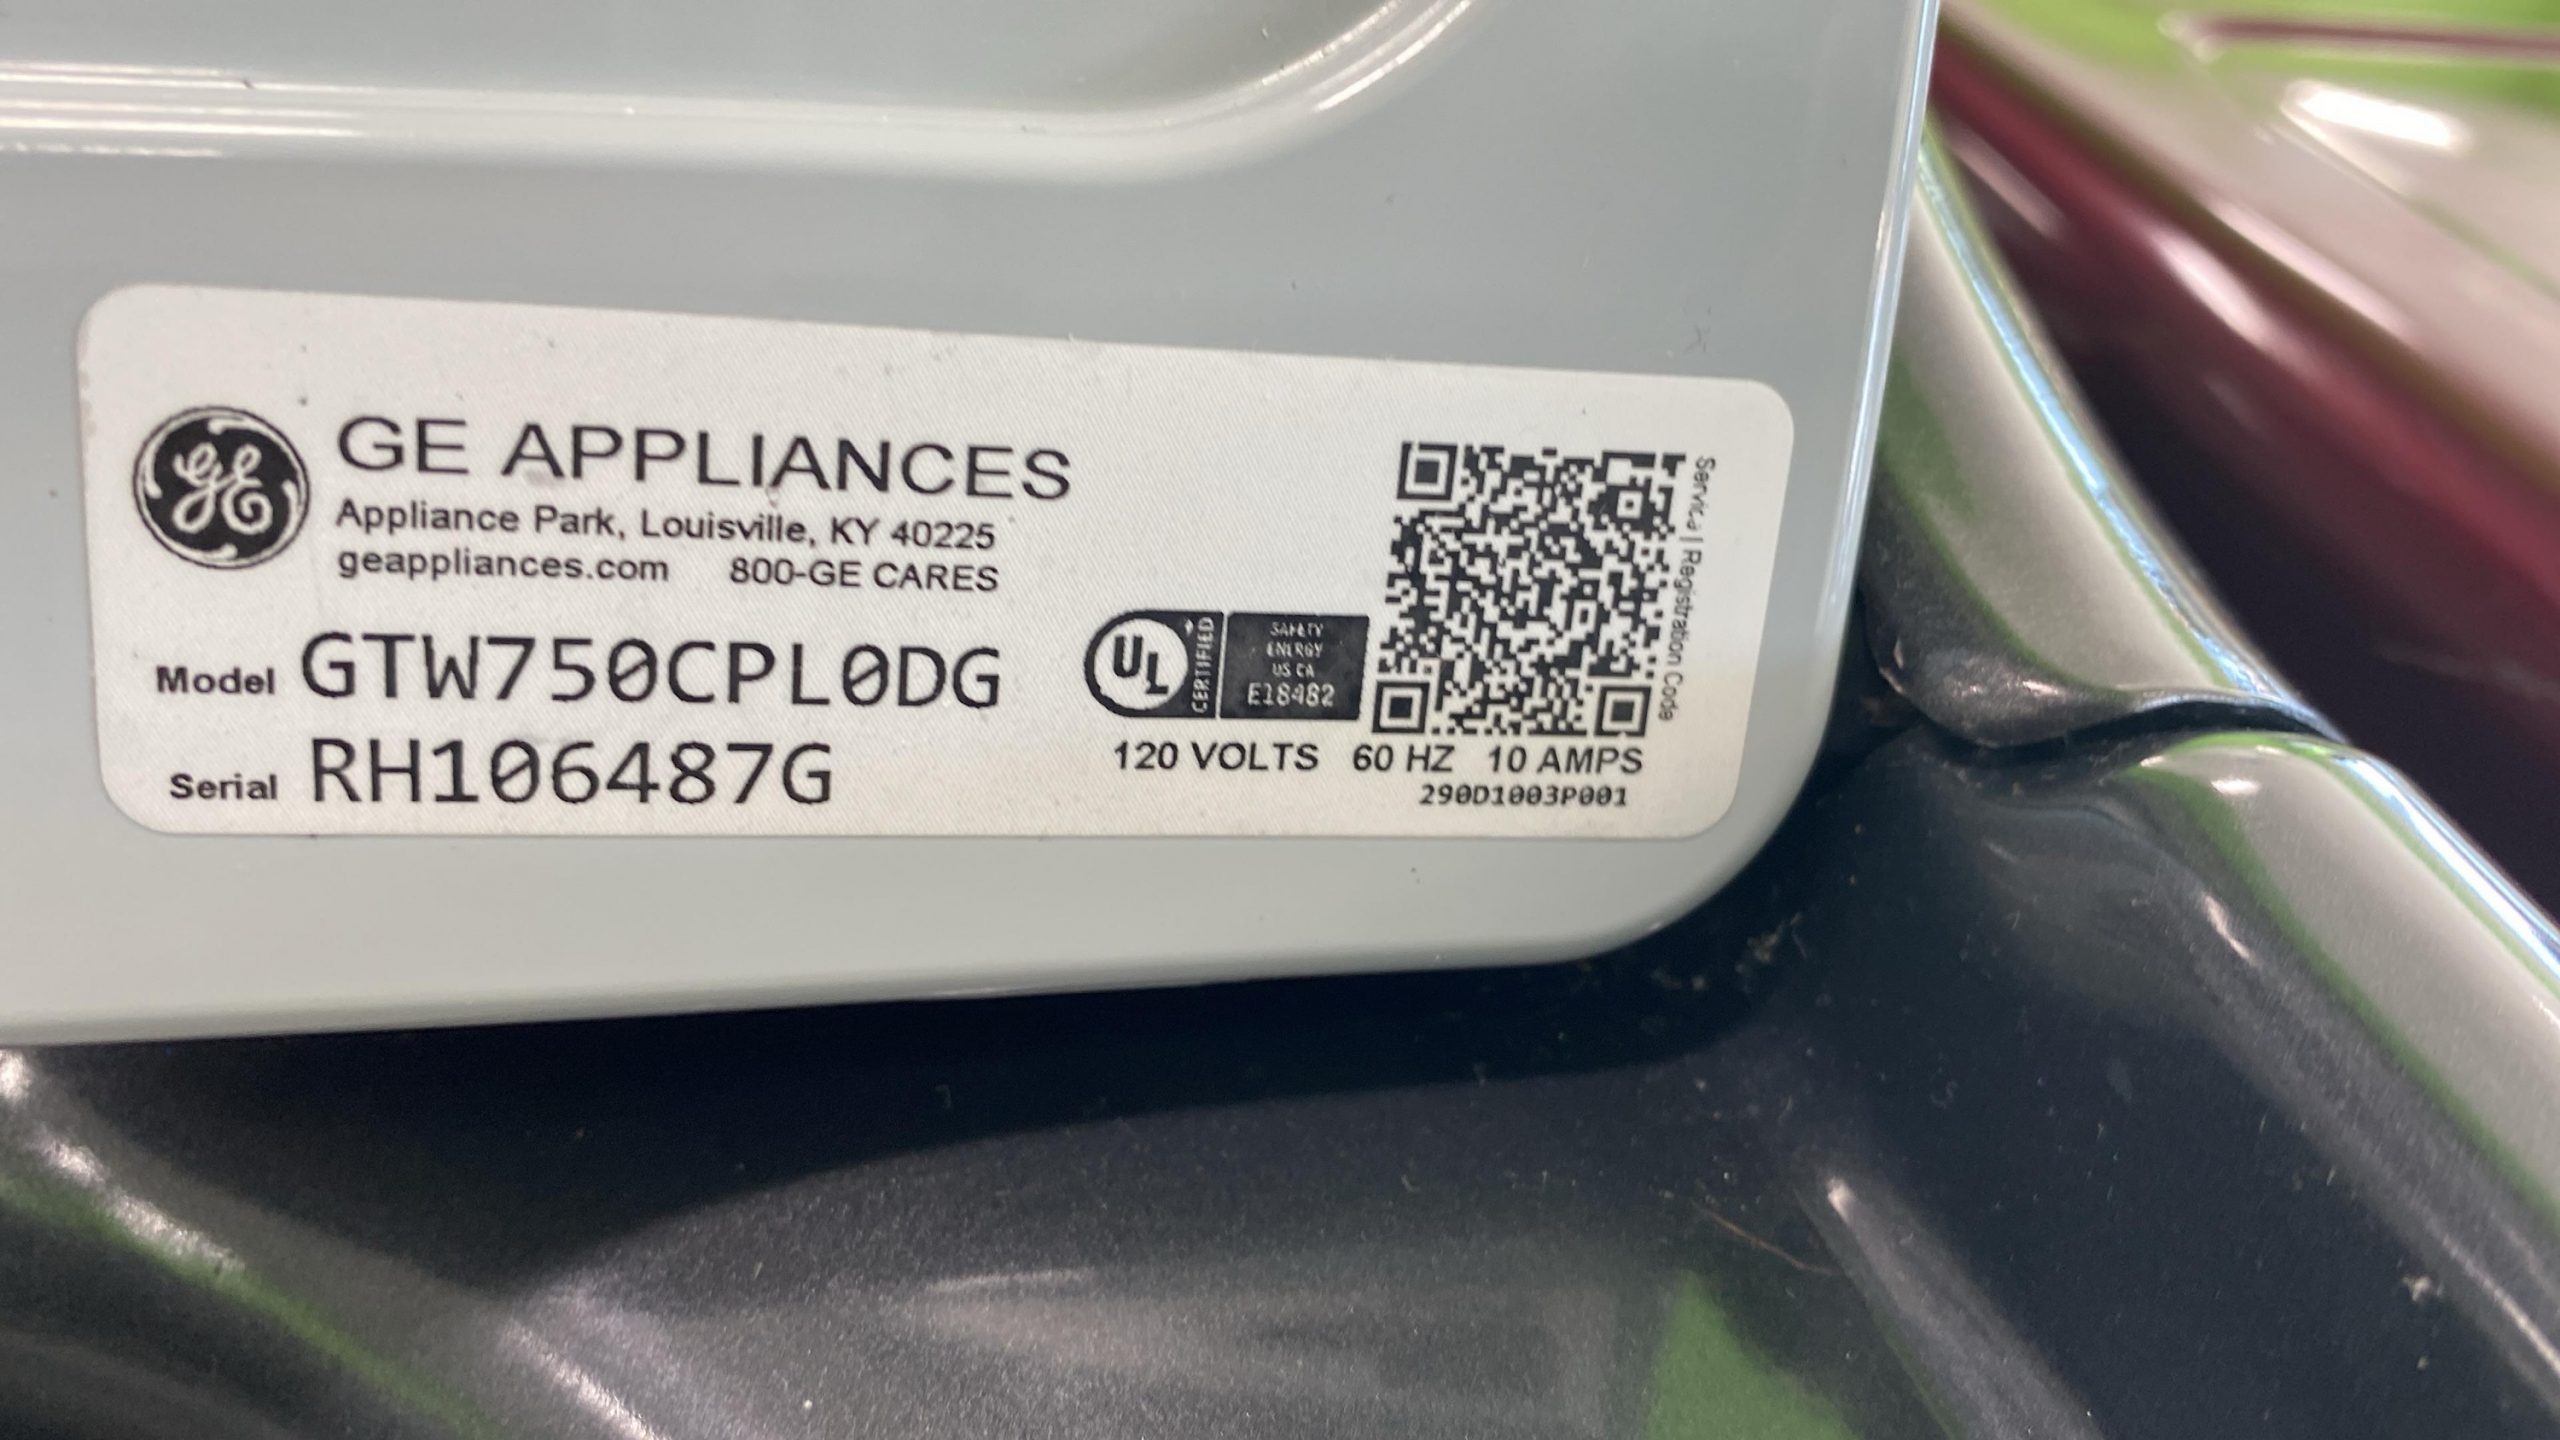 GE
GE APPLIANCES
Appliance Park, Louisville, KY 40225
geappliances.com 800-GE CARES
Model GTW750CPL0DG
Serial RH106487G
UL CERTIFIED
SAFETY
ENERGY
US CA
E18482
Service | Registration Code
120 VOLTS 60 HZ 10 AMPS
290D1003P001